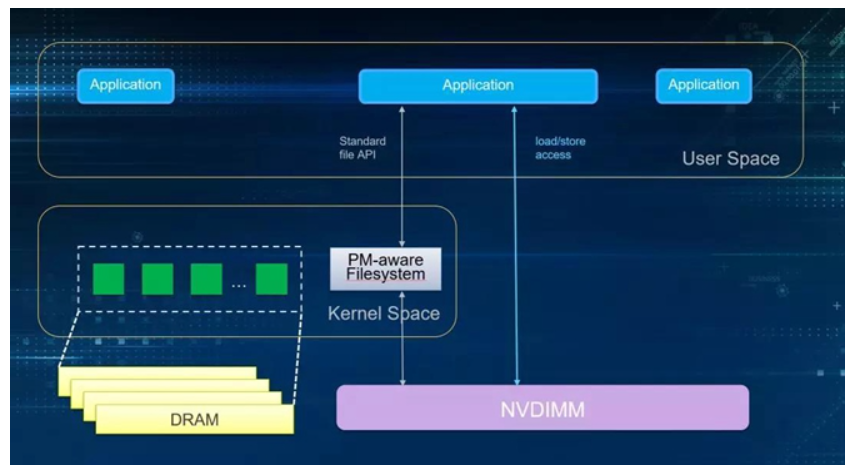 Application
Application
Application
Standard
file API
load/store
access
User Space
PM-aware
Filesystem
...
Kernel Space
NVDIMM
DRAM